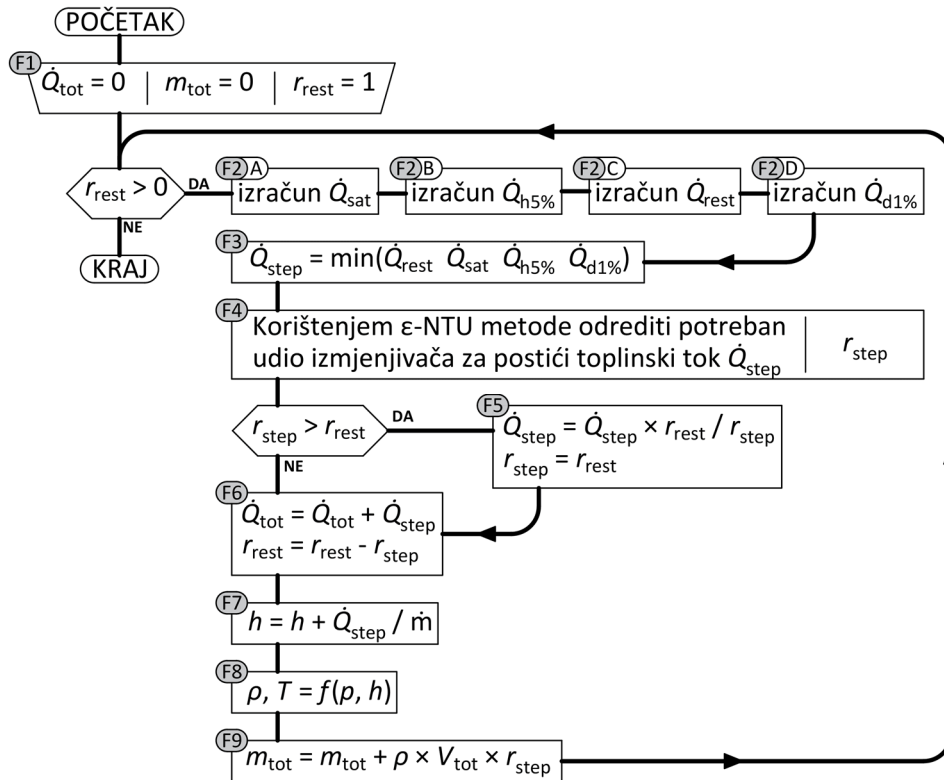 POČETAK
F1
Q̇tot = 0 | mtot = 0 | rrest = 1
rrest > 0
DA
NE
KRAJ
F2 A
izračun Q̇sat
F2 B
izračun Q̇h5%
F2 C
izračun Q̇rest
F2 D
izračun Q̇d1%
F3
Q̇step = min(Q̇rest Q̇sat Q̇h5% Q̇d1%)
F4
Korištenjem ε-NTU metode odrediti potreban
udio izmjenjivača za postići toplinski tok Q̇step | rstep
rstep > rrest
DA
NE
F5
Q̇step = Q̇step × rrest / rstep
rstep = rrest
F6
Q̇tot = Q̇tot + Q̇step
rrest = rrest - rstep
F7
h = h + Q̇step / ṁ
F8
ρ, T = f(p, h)
F9
mtot = mtot + ρ × Vtot × rstep